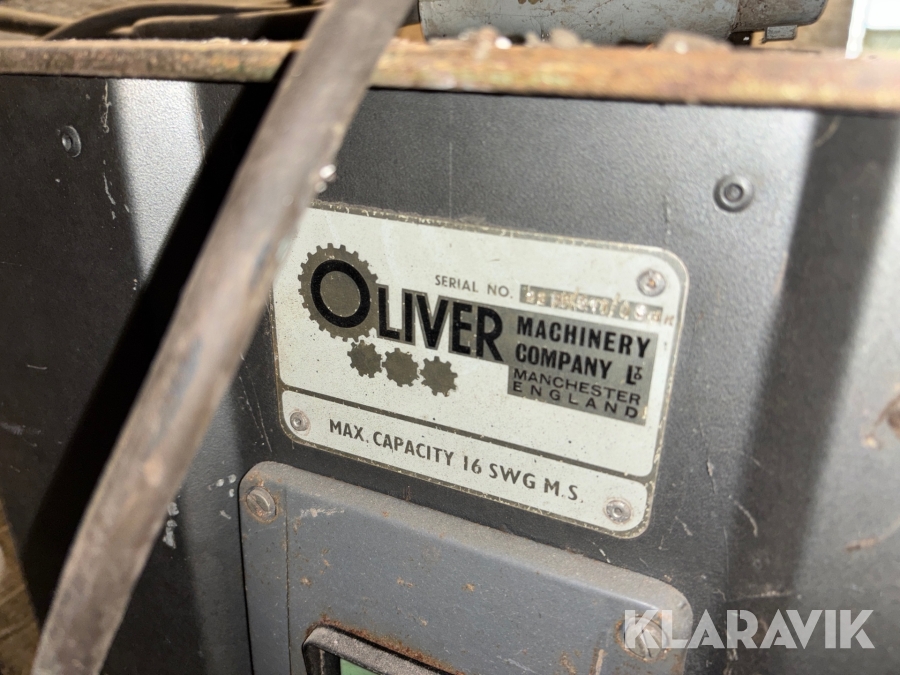 SERIAL NO.
OLIVER
MACHINERY
COMPANY LTD
MANCHESTER
ENGLAND
MAX. CAPACITY 16 SWG M.S.
KLARAVIK